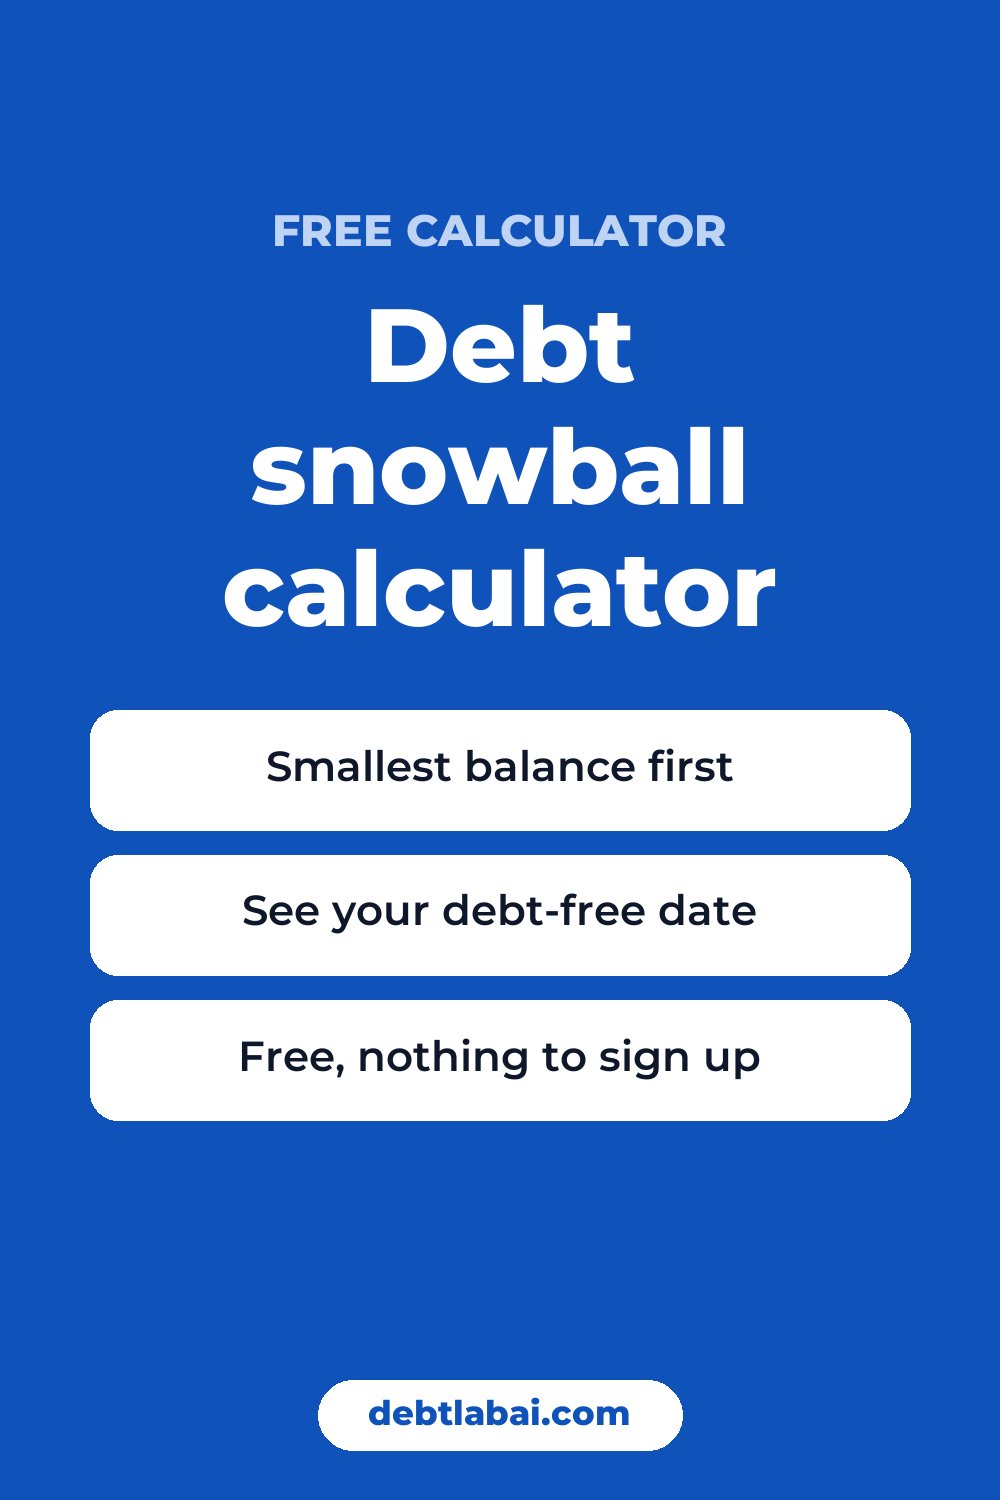 FREE CALCULATOR
Debt
snowball
calculator
Smallest balance first
See your debt-free date
Free, nothing to sign up
debtlabai.com